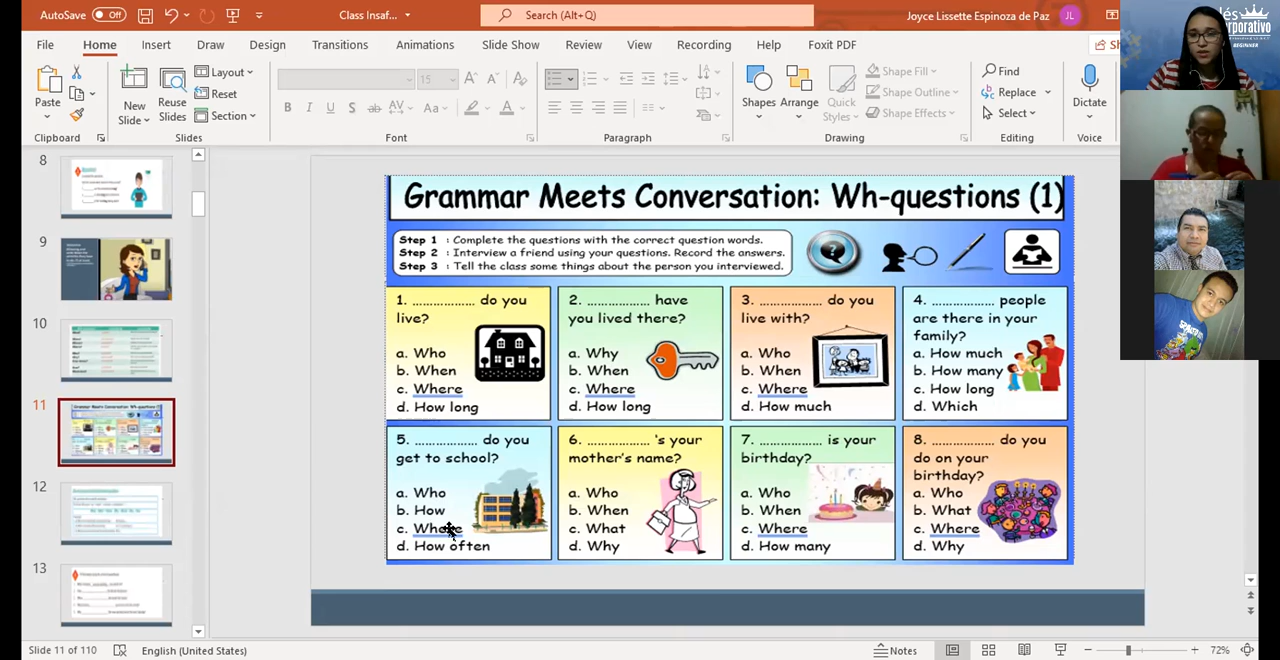 AutoSave Off Class Insaf... Search (Alt+Q) Joyce Lissette Espinoza de Paz JL
File Home Insert Draw Design Transitions Animations Slide Show Review View Recording Help Foxit PDF Sh
Paste
New Slide
Reuse Slides
Layout
Reset
Section
15
B I U S ab AV Aa A
Shapes Arrange
Quick Styles
Shape Fill
Shape Outline
Shape Effects
Find
Replace
Select
Dictate
Clipboard Slides Font Paragraph Drawing Editing Voice
lés
rporativo
BEGINNER
8
9
10
11
12
13
Grammar Meets Conversation: Wh-questions (1)
Step 1 : Complete the questions with the correct question words.
Step 2 : Interview a friend using your questions. Record the answers.
Step 3 : Tell the class some things about the person you interviewed.
1. .................. do you
live?
a. Who
b. When
c. Where
d. How long
2. .................. have
you lived there?
a. Why
b. When
c. Where
d. How long
3. .................. do you
live with?
a. Who
b. When
c. Where
d. How much
4. .................. people
are there in your
family?
a. How much
b. How many
c. How long
d. Which
5. .................. do you
get to school?
a. Who
b. How
c. Where
d. How often
6. .................. 's your
mother's name?
a. Who
b. When
c. What
d. Why
7. .................. is your
birthday?
a. Who
b. When
c. Where
d. How many
8. .................. do you
do on your
birthday?
a. Who
b. What
c. Where
d. Why
Slide 11 of 110 English (United States) Notes 72%